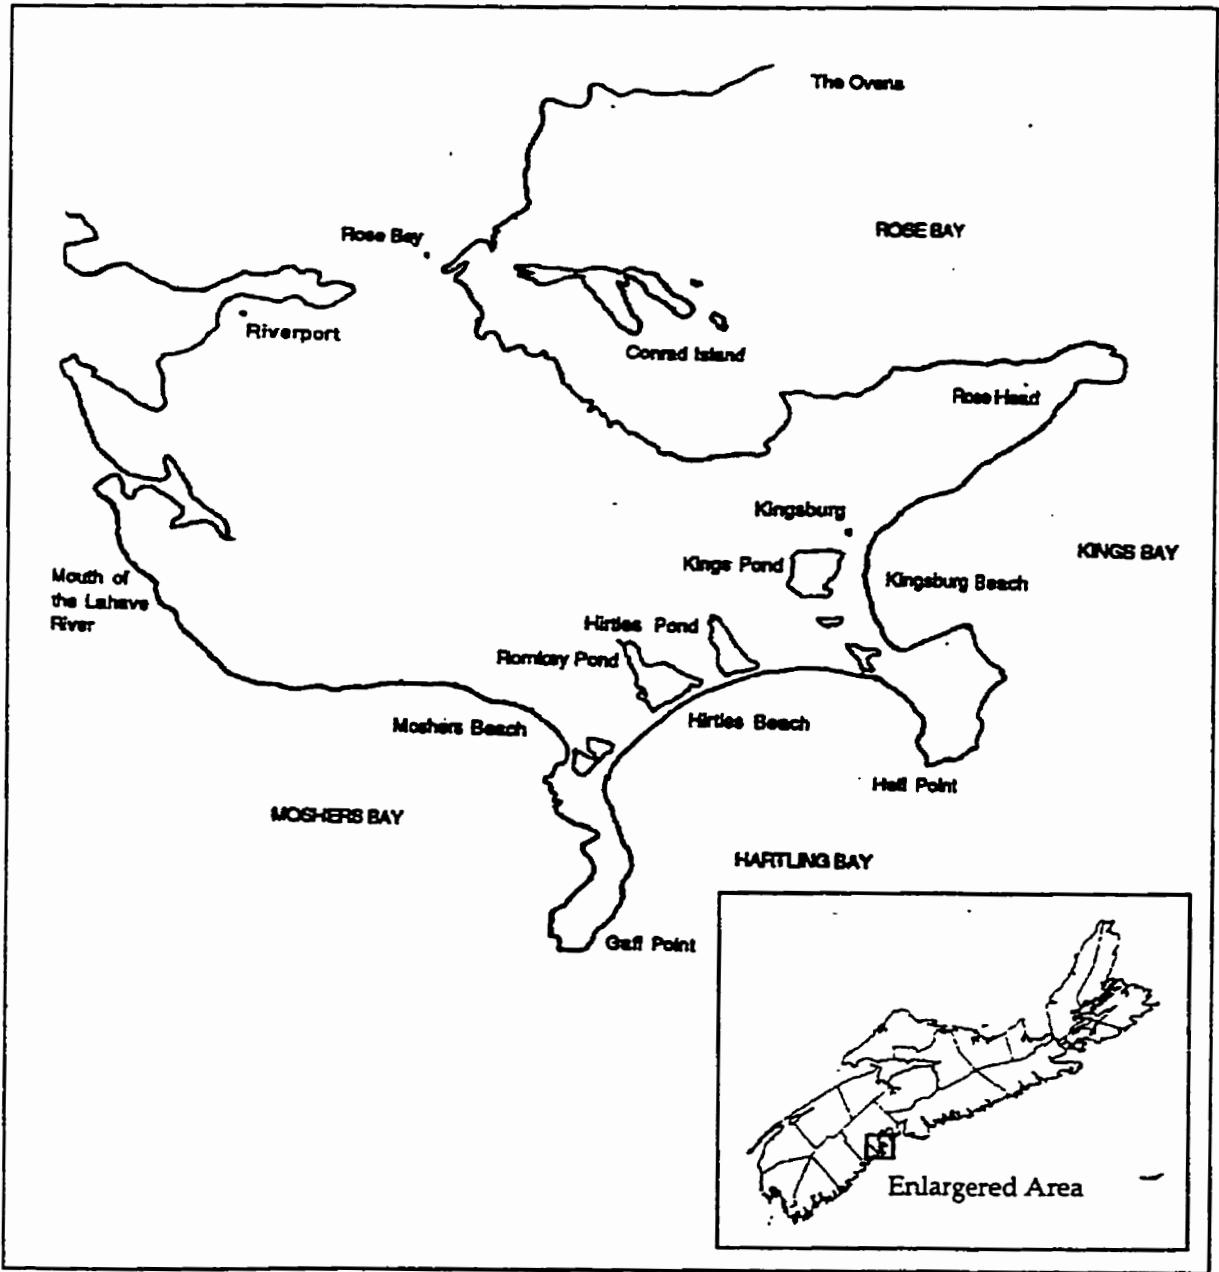 The Ovens
Rose Bay
ROSE BAY
Riverport
Conrad Island
Rose Head
Kingsburg
KINGS BAY
Kings Pond
Kingsburg Beach
Mouth of
the Lahave
River
Hirtles Pond
Romkey Pond
Moshers Beach
Hirtles Beach
Hell Point
MOSHERS BAY
HARTLING BAY
Gaff Point
Enlargered Area